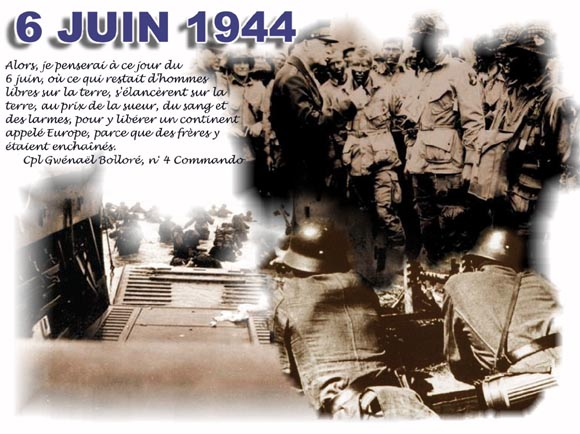 6 JUIN 1944
Alors, je penserai à ce jour du
6 juin, où ce qui restait d'hommes
libres sur la terre, s'élancèrent sur la
terre, au prix de la sueur, du sang et
des larmes, pour y libérer un continent
appelé Europe, parce que des frères y
étaient enchaînés.
Cpl Gwénaël Bolloré, n° 4 Commando